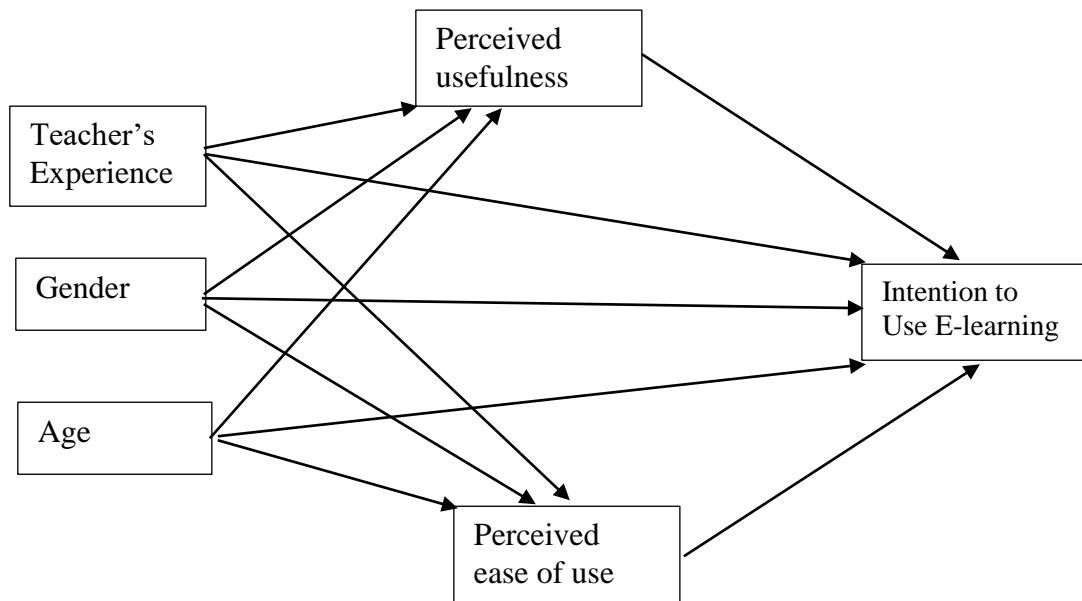 Perceived
usefulness
Teacher’s
Experience
Gender
Intention to
Use E-learning
Age
Perceived
ease of use